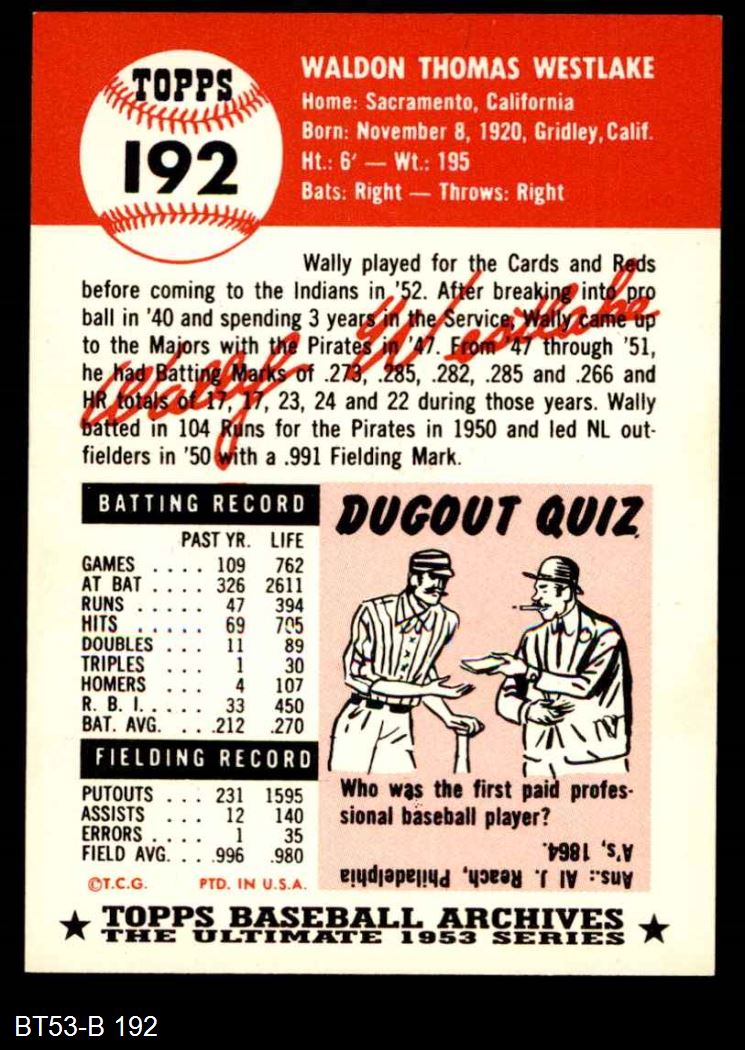 TOPPS
192
WALDON THOMAS WESTLAKE
Home: Sacramento, California
Born: November 8, 1920, Gridley, Calif.
Ht.: 6' — Wt.: 195
Bats: Right — Throws: Right
Wally played for the Cards and Reds
before coming to the Indians in '52. After breaking into pro
ball in '40 and spending 3 years in the Service, Wally came up
to the Majors with the Pirates in '47. From '47 through '51,
he had Batting Marks of .273, .285, .282, .285 and .266 and
HR totals of 17, 17, 23, 24 and 22 during those years. Wally
batted in 104 Runs for the Pirates in 1950 and led NL out-
fielders in '50 with a .991 Fielding Mark.
Wally Westlake
BATTING RECORD
PAST YR. LIFE
GAMES .... 109 762
AT BAT .... 326 2611
RUNS ..... 47 394
HITS ..... 69 705
DOUBLES .... 11 89
TRIPLES .... 1 30
HOMERS .... 4 107
R. B. I. .... 33 450
BAT. AVG. ... .212 .270
FIELDING RECORD
PUTOUTS ... 231 1595
ASSISTS ... 12 140
ERRORS .... 1 35
FIELD AVG. ... .996 .980
©T.C.G. PTD. IN U.S.A.
DUGOUT QUIZ
Who was the first paid profes-
sional baseball player?
Ans.: Al J. Reach, Philadelphia
A's, 1864.
TOPPS BASEBALL ARCHIVES
THE ULTIMATE 1953 SERIES
BT53-B 192